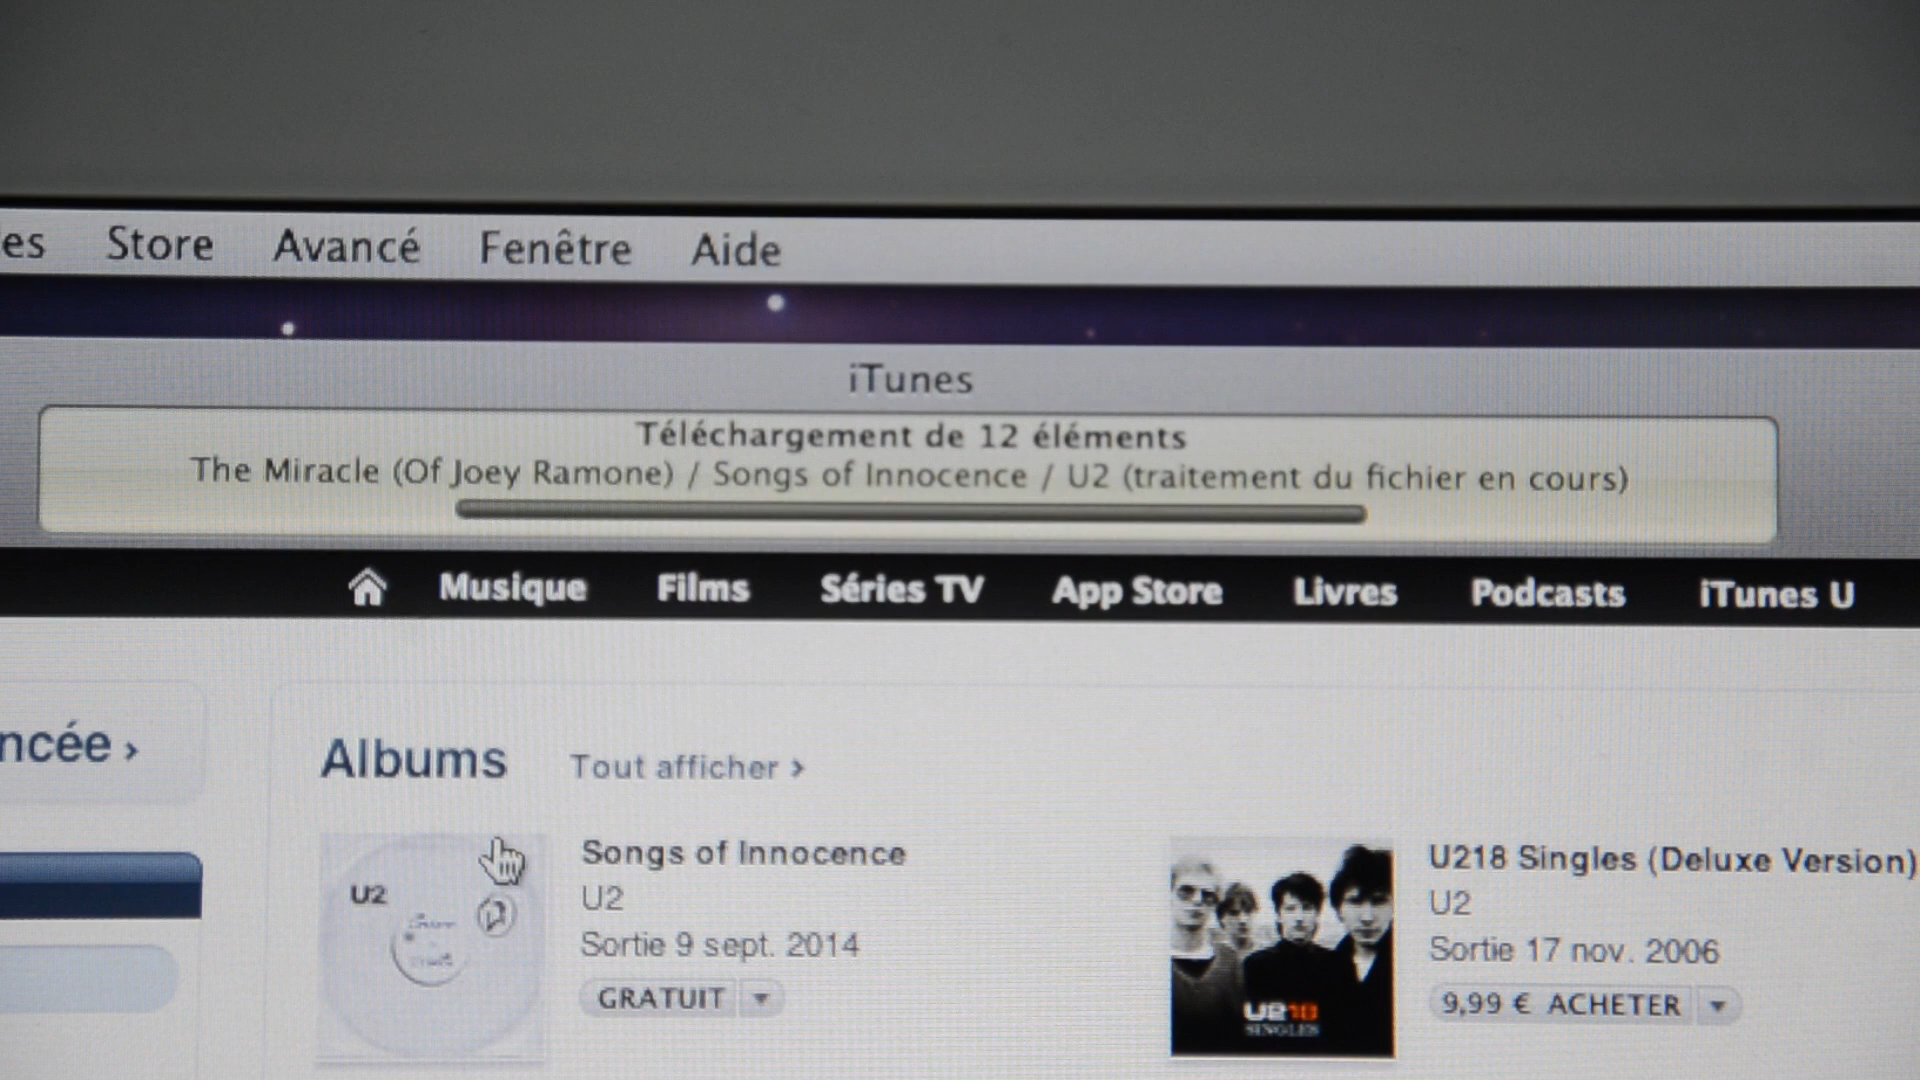 es Store Avancé Fenêtre Aide
iTunes
Téléchargement de 12 éléments
The Miracle (Of Joey Ramone) / Songs of Innocence / U2 (traitement du fichier en cours)
Musique Films Séries TV App Store Livres Podcasts iTunes U
ncée ›
Albums Tout afficher ›
U2
Songs of Innocence
U2
Sortie 9 sept. 2014
GRATUIT
U218
SINGLES
U218 Singles (Deluxe Version)
U2
Sortie 17 nov. 2006
9,99 € ACHETER